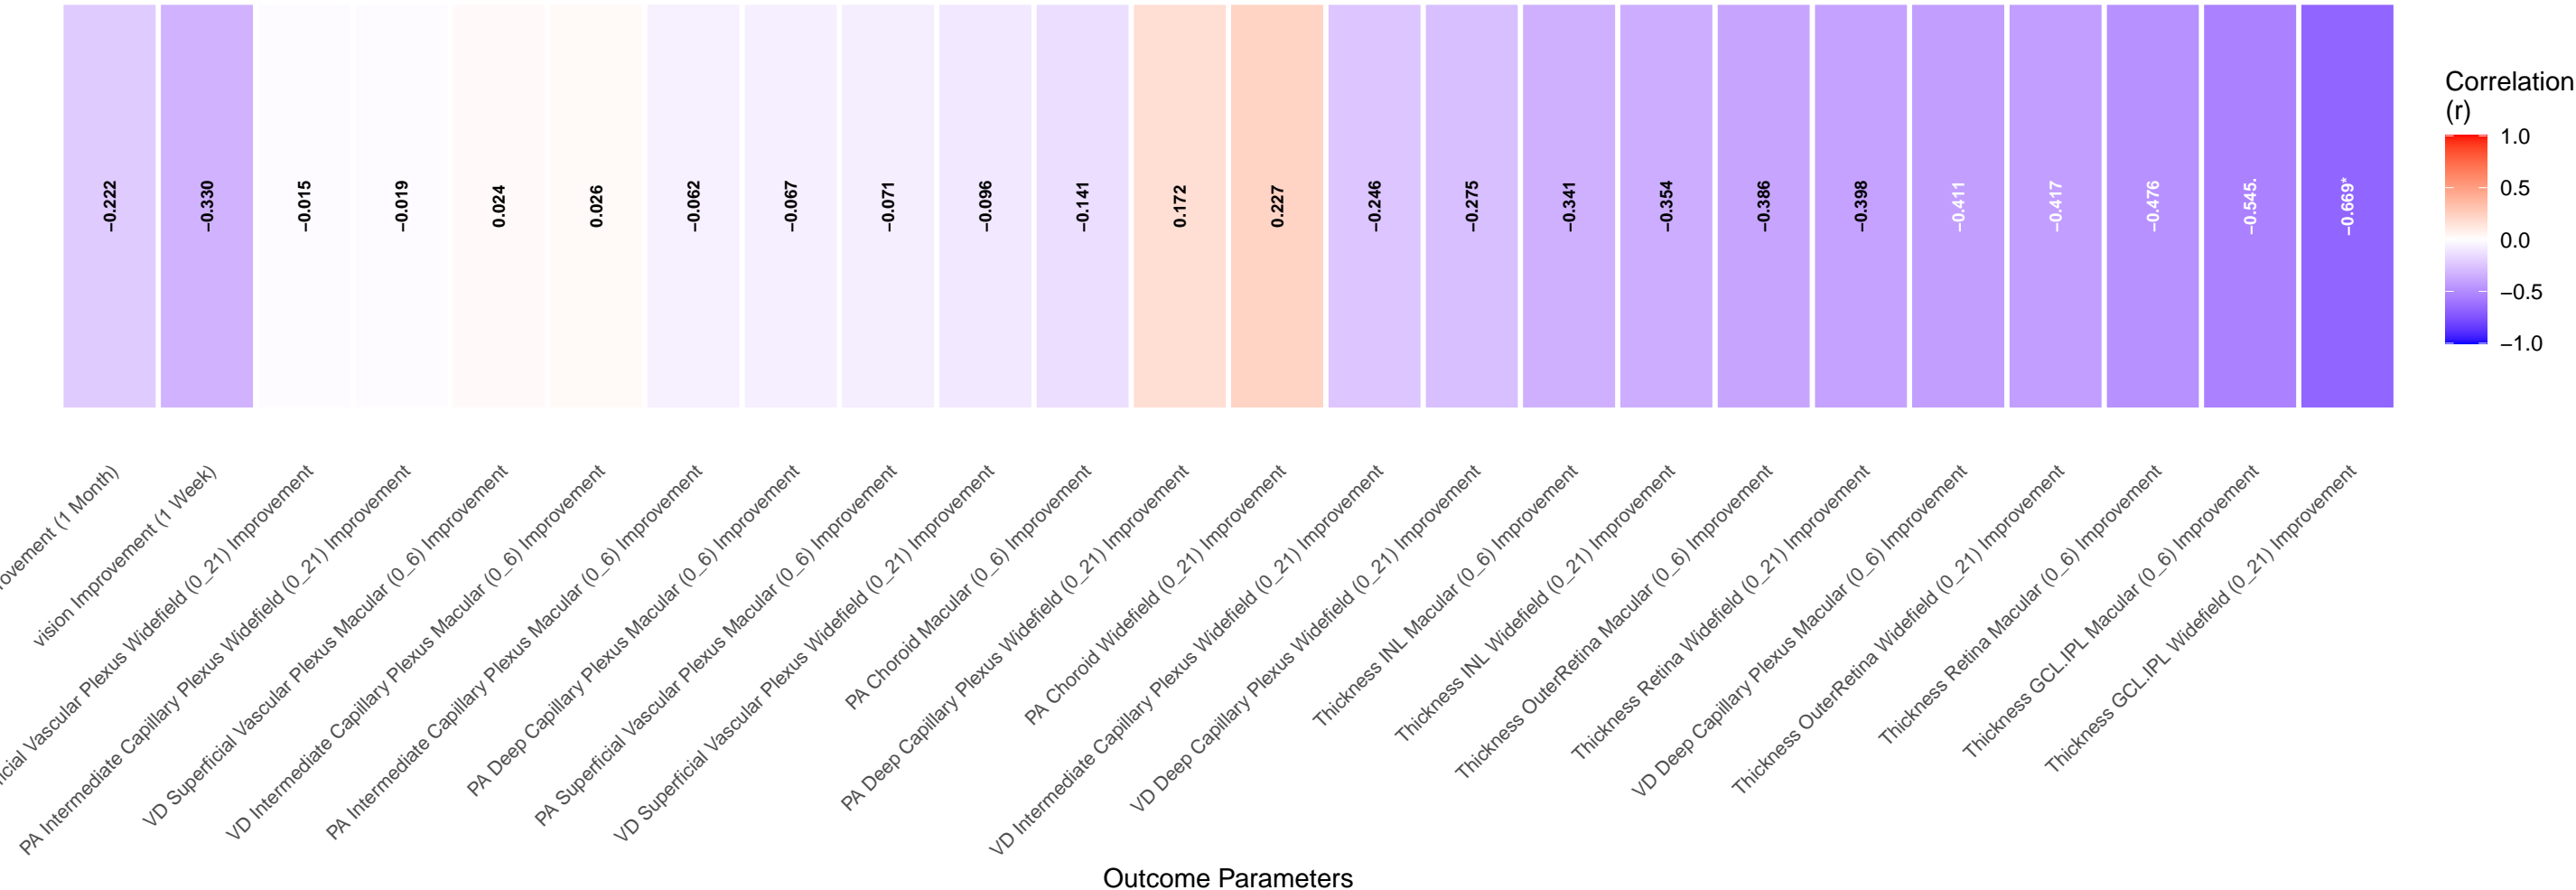 −0.222
−0.330
−0.015
−0.019
0.024
0.026
−0.062
−0.067
−0.071
−0.096
−0.141
0.172
0.227
−0.246
−0.275
−0.341
−0.354
−0.386
−0.398
−0.411
−0.417
−0.476
−0.545.
−0.669*
Correlation
(r)
1.0
0.5
0.0
−0.5
−1.0
ovement (1 Month)
vision Improvement (1 Week)
icial Vascular Plexus Widefield (0_21) Improvement
PA Intermediate Capillary Plexus Widefield (0_21) Improvement
VD Superficial Vascular Plexus Macular (0_6) Improvement
VD Intermediate Capillary Plexus Macular (0_6) Improvement
PA Intermediate Capillary Plexus Macular (0_6) Improvement
PA Deep Capillary Plexus Macular (0_6) Improvement
PA Superficial Vascular Plexus Macular (0_6) Improvement
VD Superficial Vascular Plexus Widefield (0_21) Improvement
PA Choroid Macular (0_6) Improvement
PA Deep Capillary Plexus Widefield (0_21) Improvement
PA Choroid Widefield (0_21) Improvement
VD Intermediate Capillary Plexus Widefield (0_21) Improvement
VD Deep Capillary Plexus Widefield (0_21) Improvement
Thickness INL Macular (0_6) Improvement
Thickness INL Widefield (0_21) Improvement
Thickness OuterRetina Macular (0_6) Improvement
Thickness Retina Widefield (0_21) Improvement
VD Deep Capillary Plexus Macular (0_6) Improvement
Thickness OuterRetina Widefield (0_21) Improvement
Thickness Retina Macular (0_6) Improvement
Thickness GCL.IPL Macular (0_6) Improvement
Thickness GCL.IPL Widefield (0_21) Improvement
Outcome Parameters